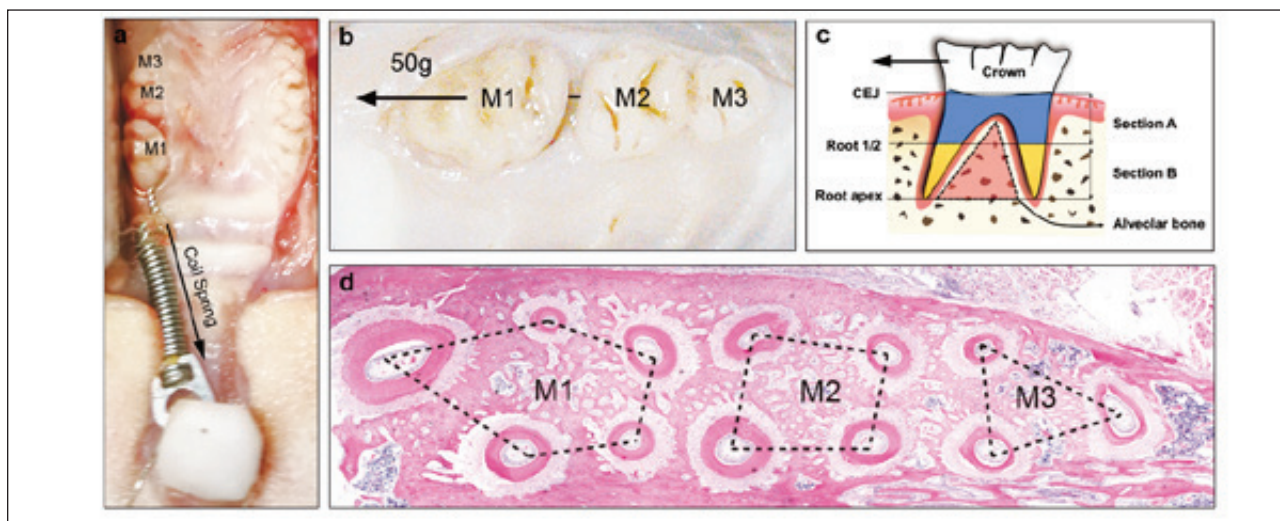 a
M3
M2
M1
Coil Spring
b
50g
M1
M2
M3
c
Crown
CEJ
Section A
Root 1/2
Section B
Root apex
Alveclar bone
d
M1
M2
M3